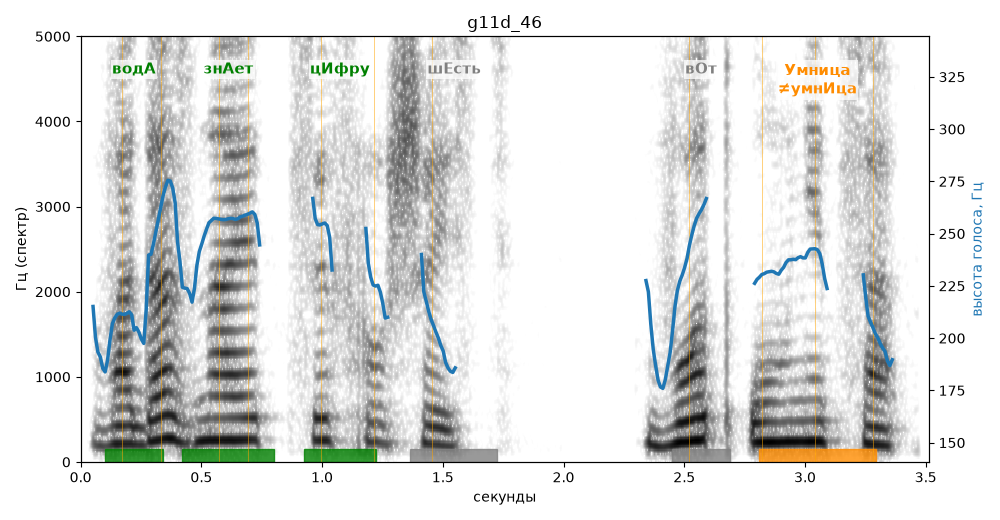 g11d_46
5000
4000
3000
2000
1000
0
Гц (спектр)
водА
знАет
цИфру
шЕсть
вОт
Умница
≠умнИца
325
300
275
250
225
200
175
150
высота голоса, Гц
0.0 0.5 1.0 1.5 2.0 2.5 3.0 3.5
секунды